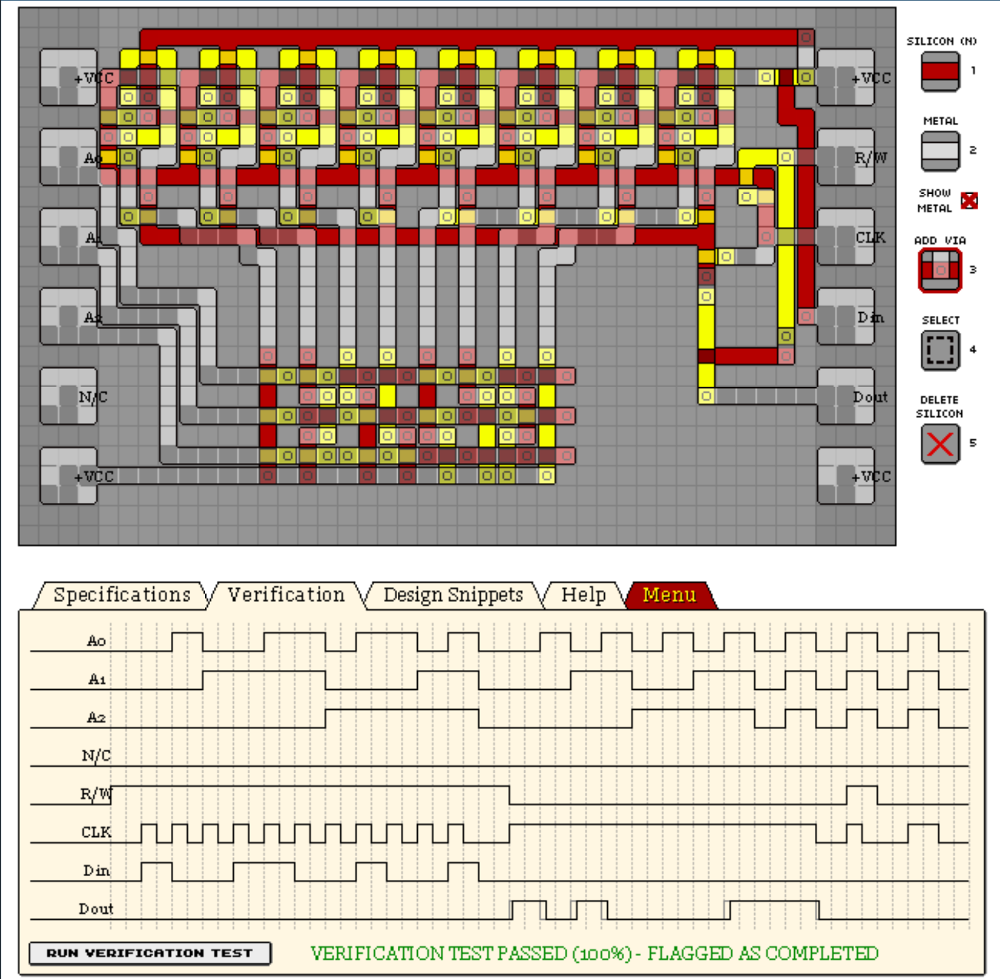 SILICON (N)
1
+VCC
+VCC
METAL
2
A0
R/W
SHOW
METAL
A1
CLK
ADD VIA
3
A2
Din
SELECT
4
N/C
Dout
DELETE
SILICON
5
+VCC
+VCC
Specifications
Verification
Design Snippets
Help
Menu
A0
A1
A2
N/C
R/W
CLK
Din
Dout
RUN VERIFICATION TEST
VERIFICATION TEST PASSED (100%) - FLAGGED AS COMPLETED